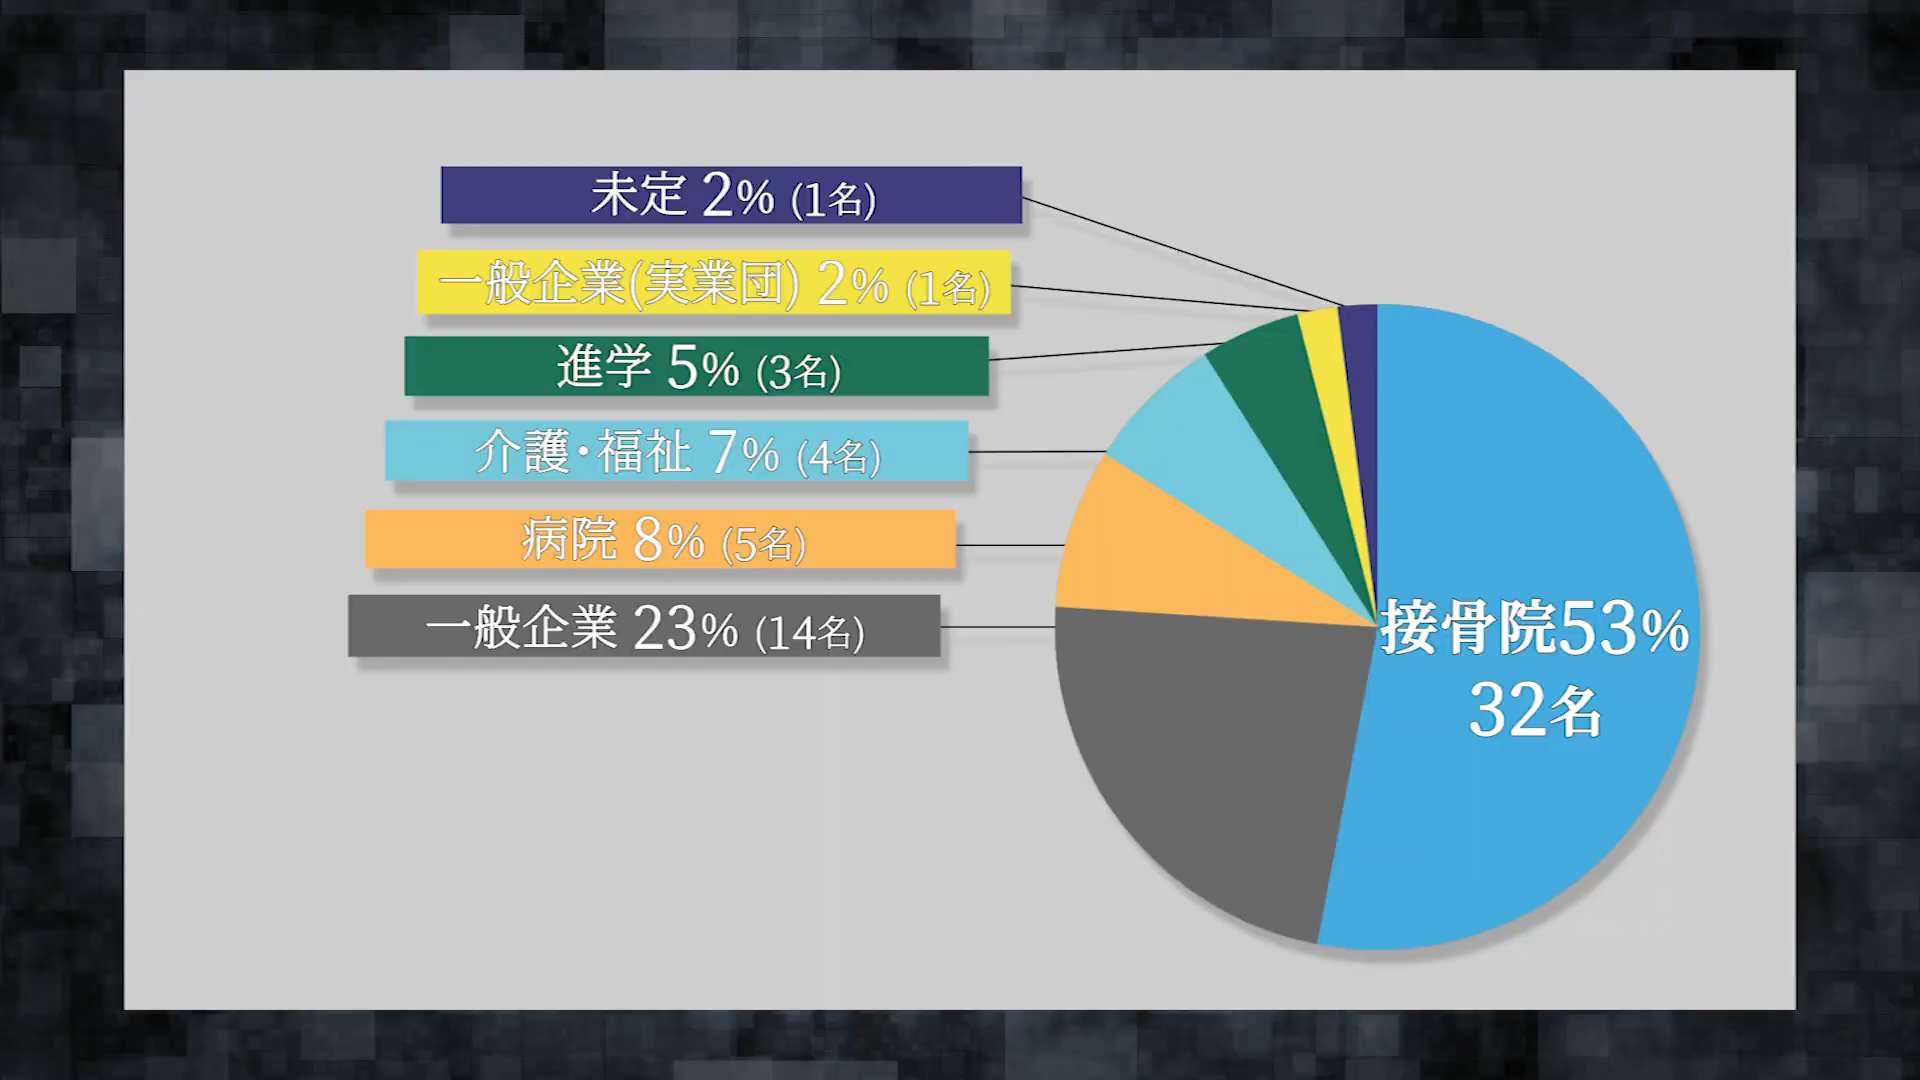 未定 2% (1名)
一般企業(実業団) 2% (1名)
進学 5% (3名)
介護・福祉 7% (4名)
病院 8% (5名)
一般企業 23% (14名)
接骨院53%
32名